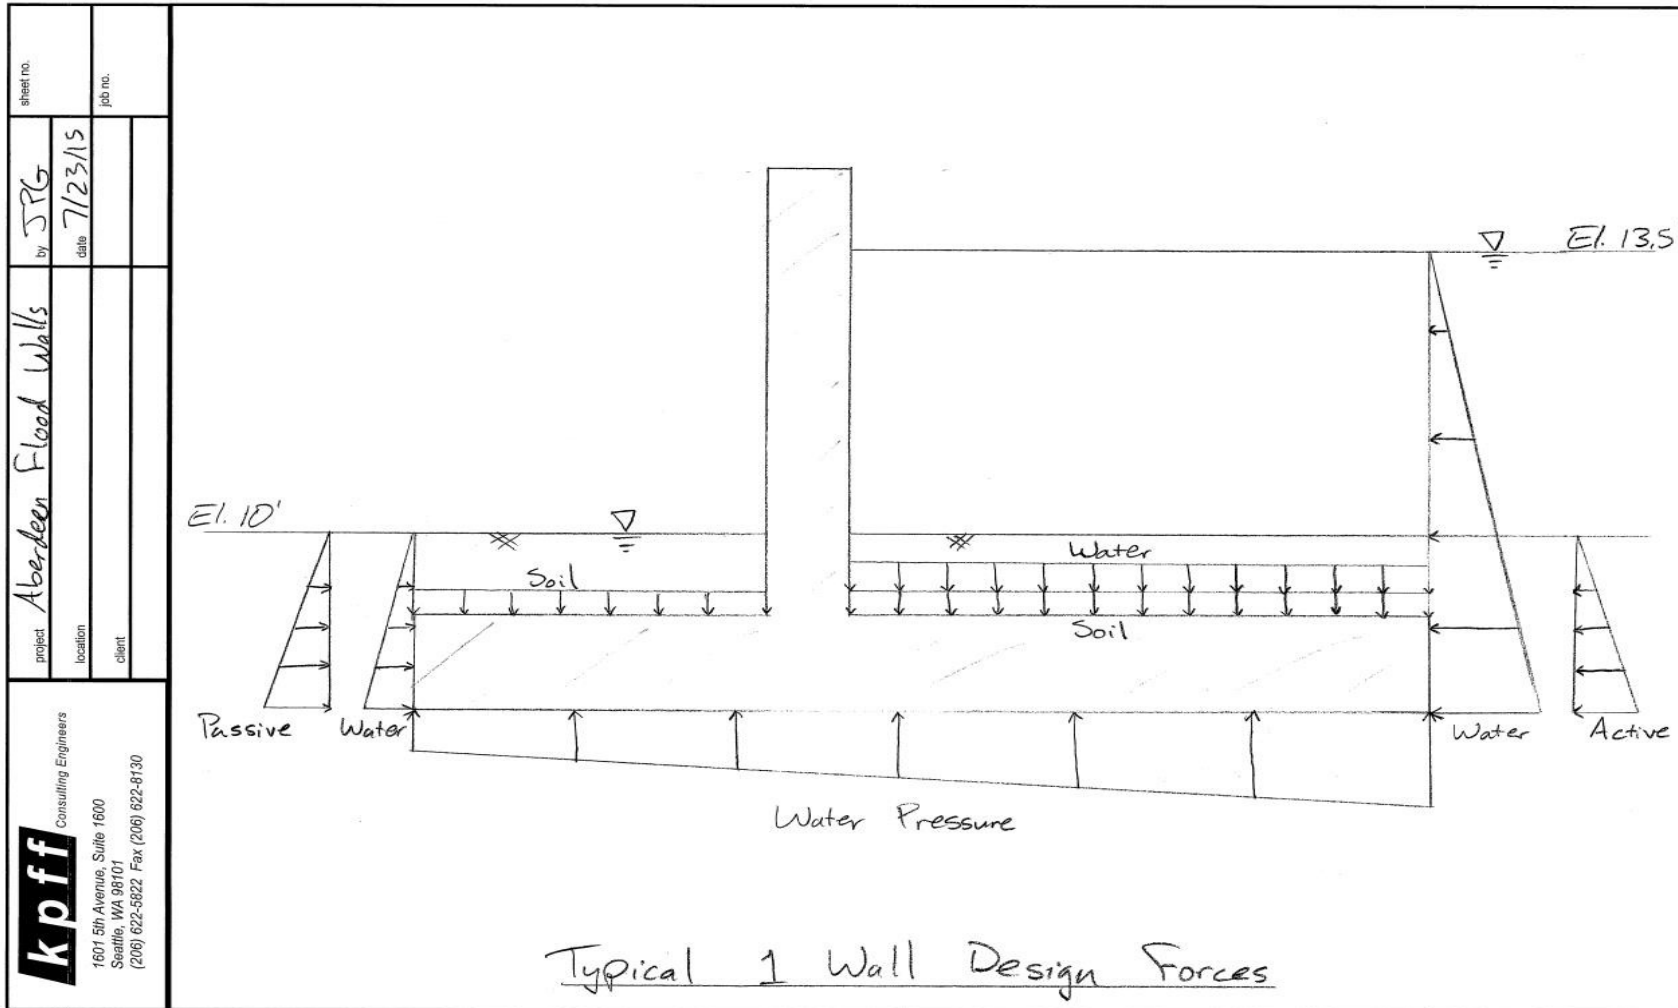 sheet no.
job no.
by JPG
date 7/23/15
project Aberdeen Flood Walls
location
client
kpff Consulting Engineers
1601 5th Avenue, Suite 1600
Seattle, WA 98101
(206) 622-5822 Fax (206) 622-8130
El. 13.5
El. 10'
Water
Soil
Soil
Passive
Water
Water
Active
Water Pressure
Typical 1 Wall Design Forces